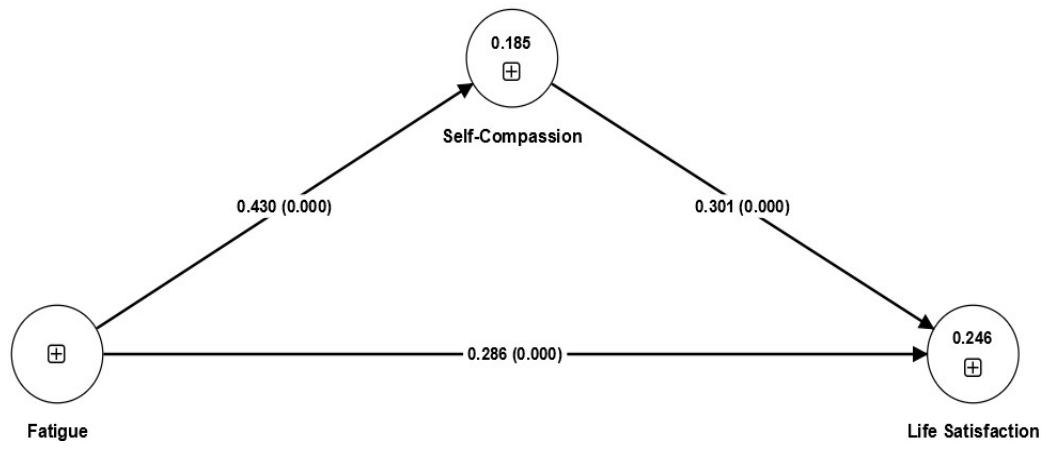 0.185
Self-Compassion
0.430 (0.000)
0.301 (0.000)
0.286 (0.000)
0.246
Fatigue
Life Satisfaction